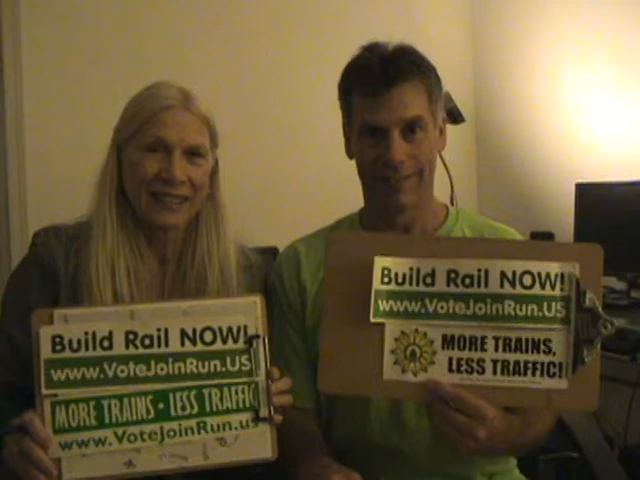 Build Rail NOW!
www.VoteJoinRun.US
MORE TRAINS • LESS TRAFFIC
www.VoteJoinRun.us
Build Rail NOW!
www.VoteJoinRun.US
MORE TRAINS,
LESS TRAFFIC!